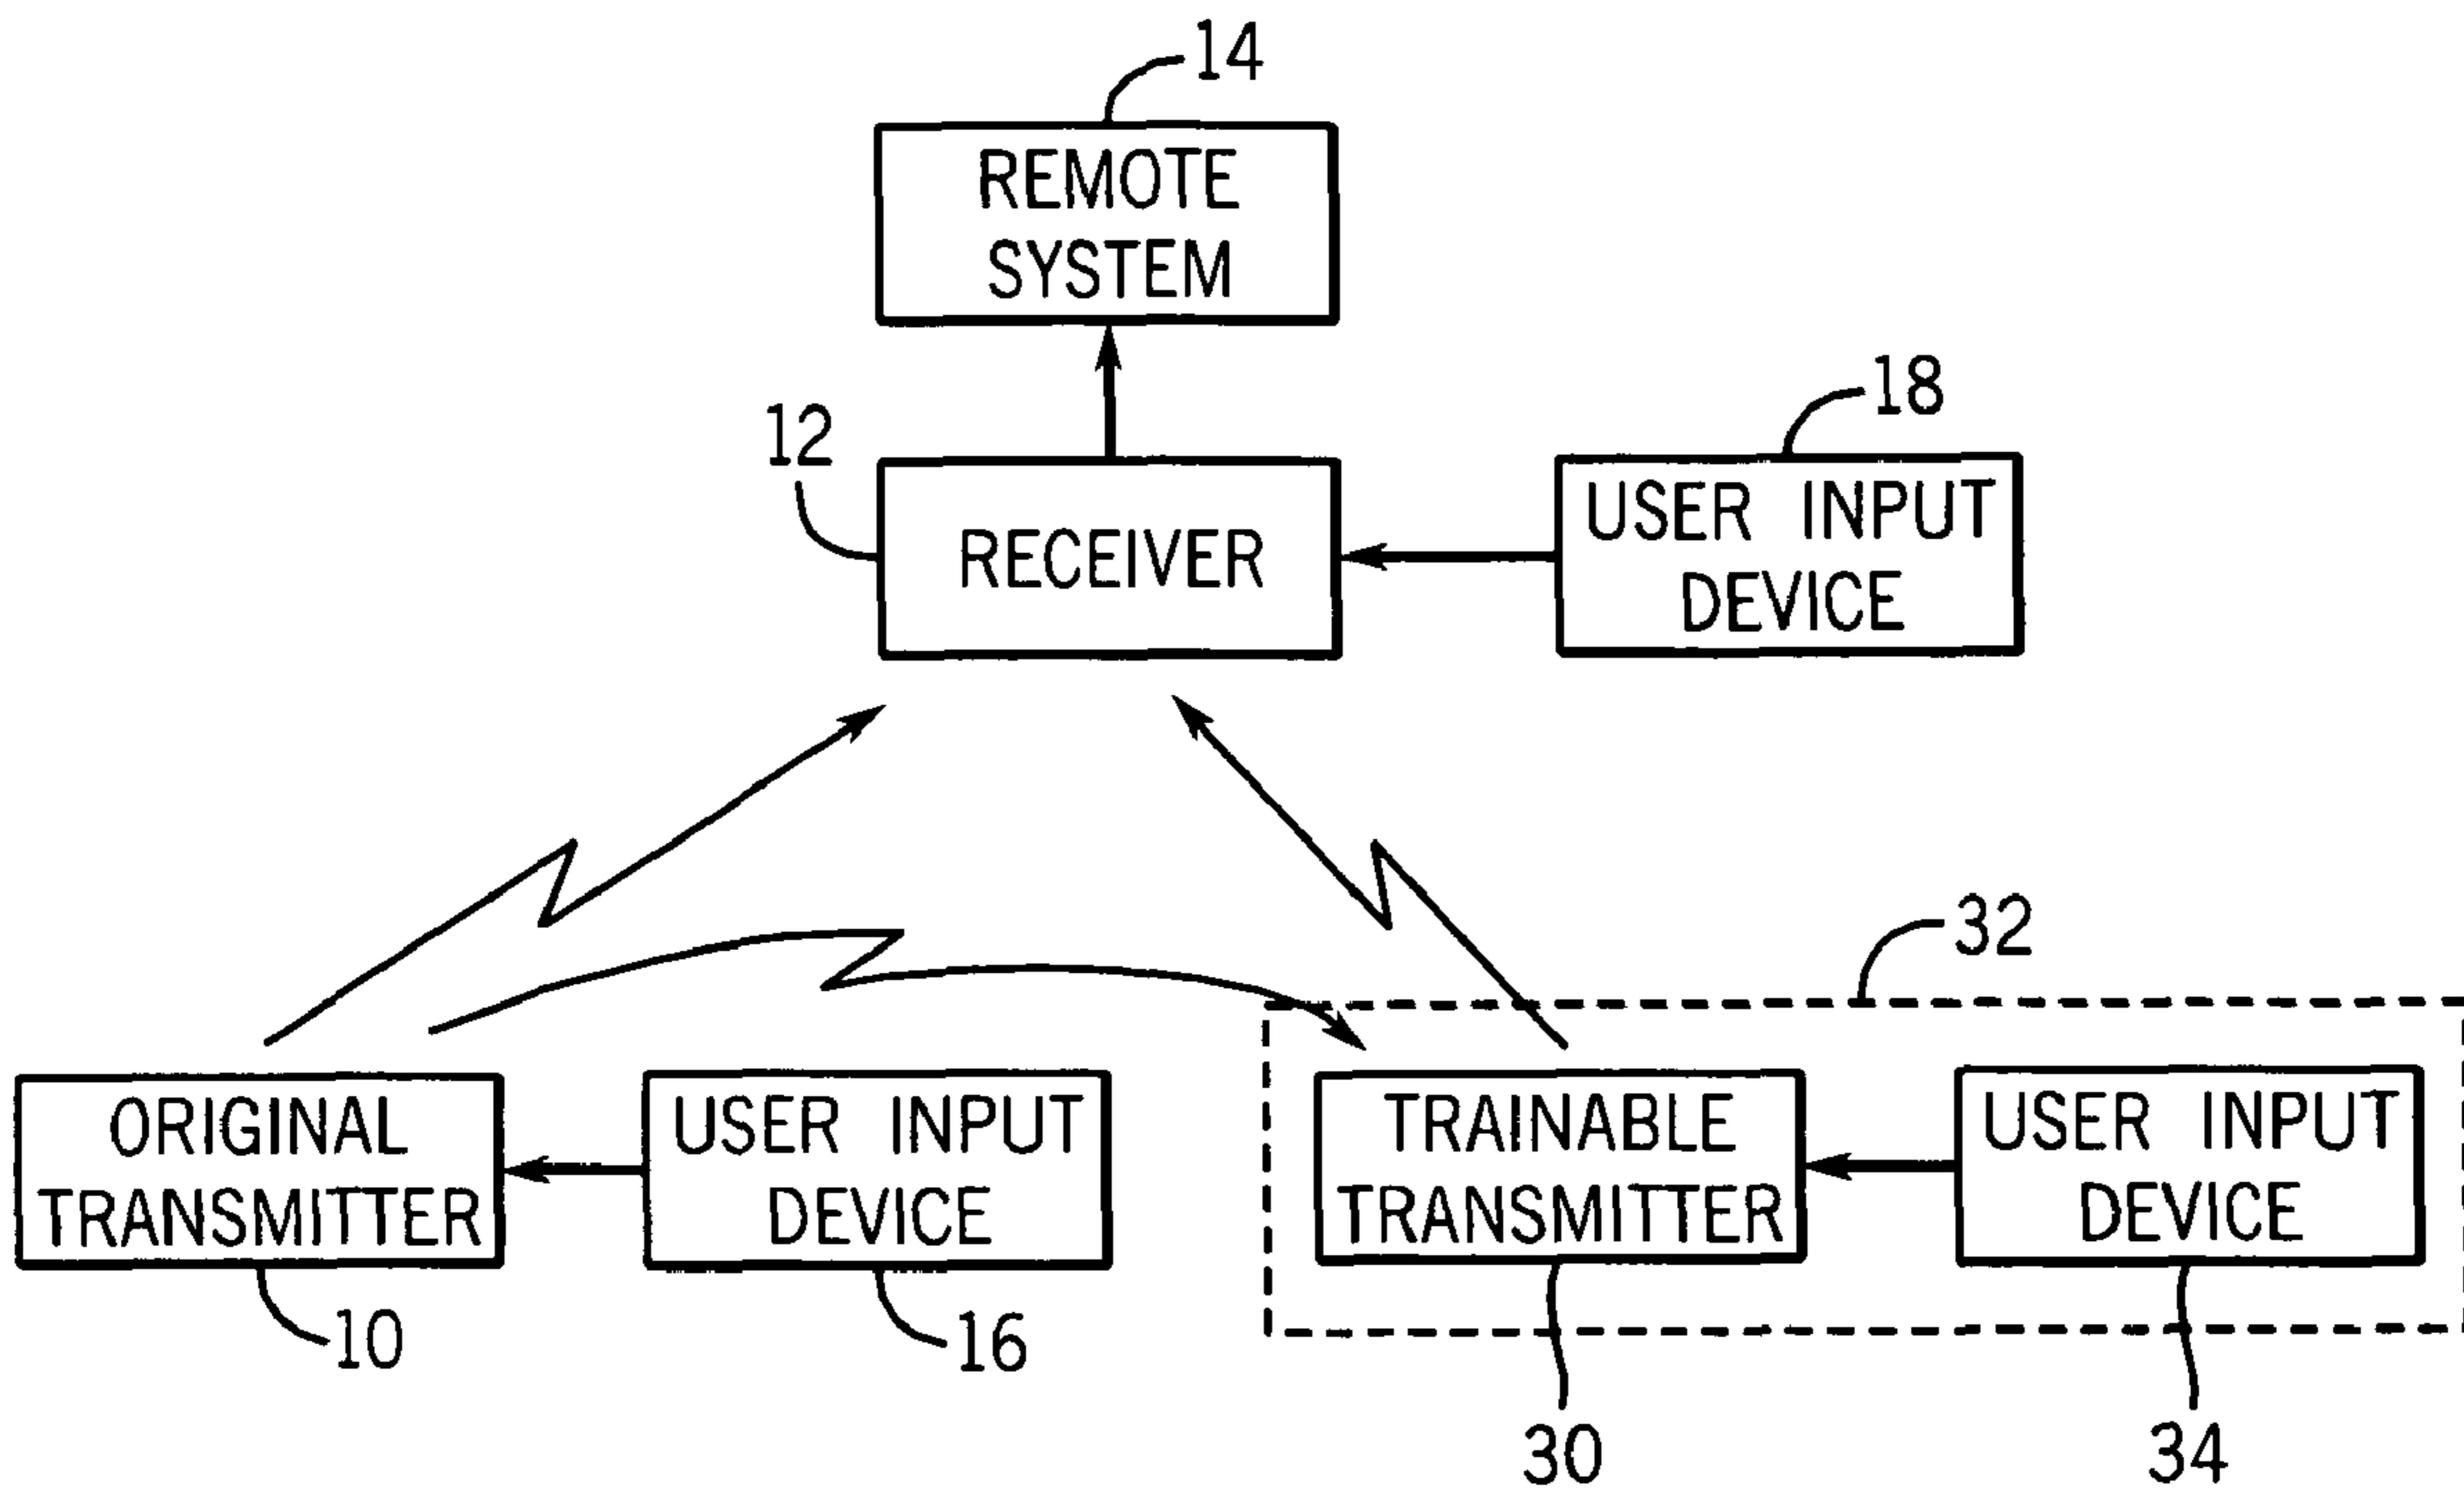 14
REMOTE
SYSTEM
12
18
RECEIVER
USER INPUT
DEVICE
32
ORIGINAL
TRANSMITTER
USER INPUT
DEVICE
TRAINABLE
TRANSMITTER
USER INPUT
DEVICE
10
16
30
34